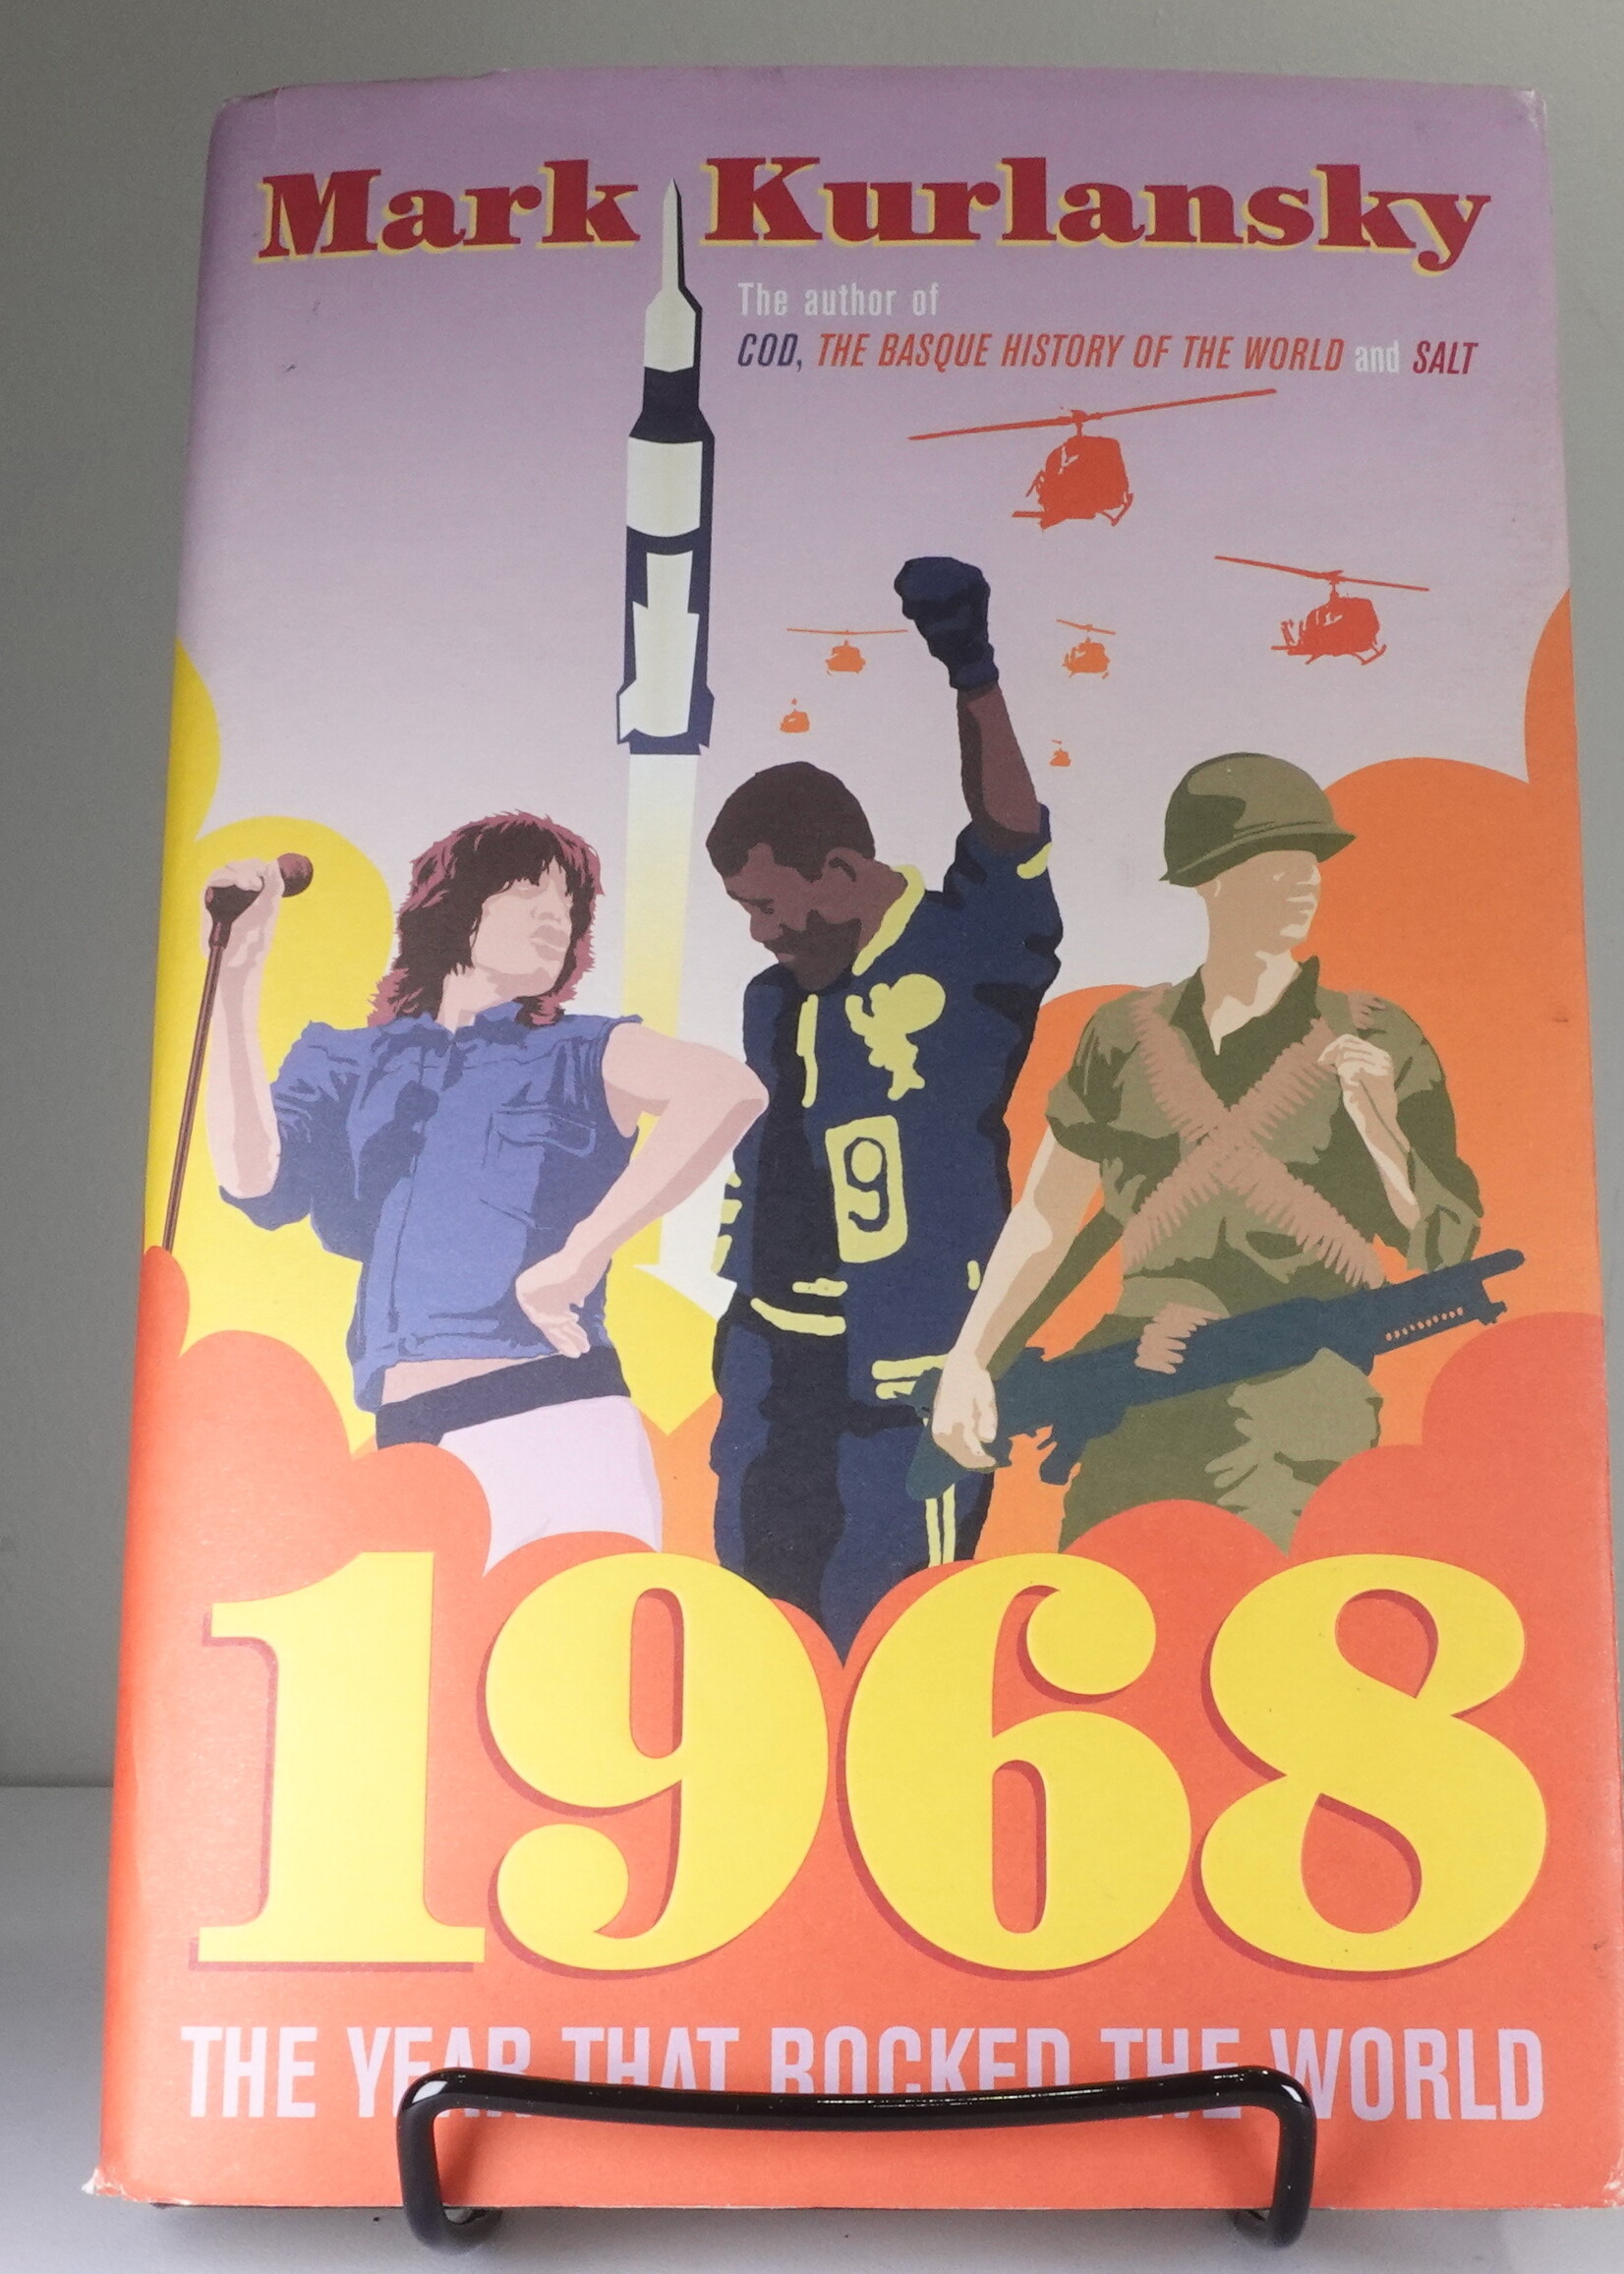 Mark Kurlansky
The author of
COD, THE BASQUE HISTORY OF THE WORLD and SALT
9
1968
THE YEAR THAT ROCKED THE WORLD